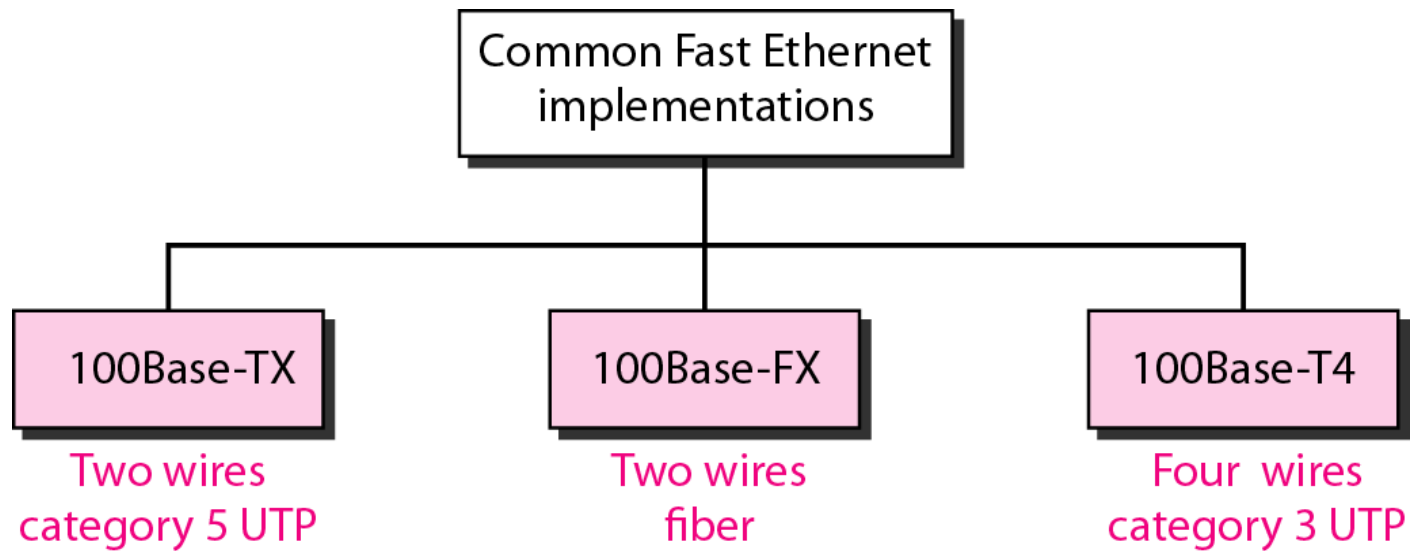 Common Fast Ethernet
implementations
100Base-TX
100Base-FX
100Base-T4
Two wires
category 5 UTP
Two wires
fiber
Four wires
category 3 UTP